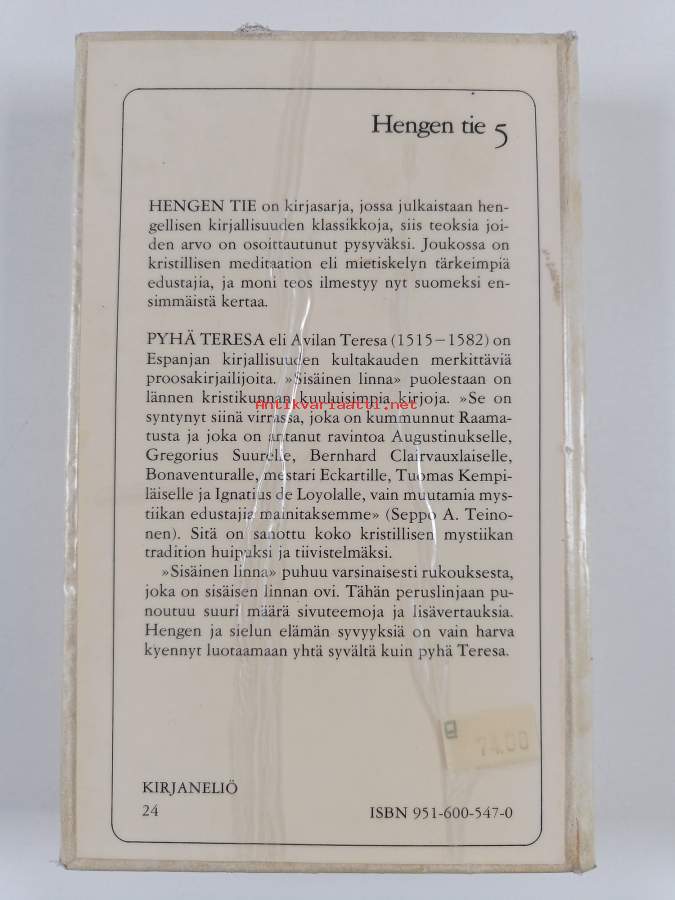 Hengen tie 5
HENGEN TIE on kirjasarja, jossa julkaistaan hen-
gellisen kirjallisuuden klassikkoja, siis teoksia joi-
den arvo on osoittautunut pysyväksi. Joukossa on
kristillisen meditaation eli mietiskelyn tärkeimpiä
edustajia, ja moni teos ilmestyy nyt suomeksi en-
simmäistä kertaa.
PYHÄ TERESA eli Avilan Teresa (1515–1582) on
Espanjan kirjallisuuden kultakauden merkittäviä
proosakirjailijoita. »Sisäinen linna» puolestaan on
lännen kristikunnan kuuluisimpia kirjoja. »Se on
Antikvariaatti.net
syntynyt siinä virrassa, joka on kummunnut Raama-
tusta ja joka on antanut ravintoa Augustinukselle,
Gregorius Suurelle, Bernhard Clairvauxlaiselle,
Bonaventuralle, mestari Eckartille, Tuomas Kempi-
läiselle ja Ignatius de Loyolalle, vain muutamia mys-
tiikan edustajia mainitaksemme» (Seppo A. Teino-
nen). Sitä on sanottu koko kristillisen mystiikan
tradition huipuksi ja tiivistelmäksi.
»Sisäinen linna» puhuu varsinaisesti rukouksesta,
joka on sisäisen linnan ovi. Tähän peruslinjaan pu-
noutuu suuri määrä sivuteemoja ja lisävertauksia.
Hengen ja sielun elämän syvyyksiä on vain harva
kyennyt luotaamaan yhtä syvältä kuin pyhä Teresa.
74.00
KIRJANELIÖ
24
ISBN 951-600-547-0